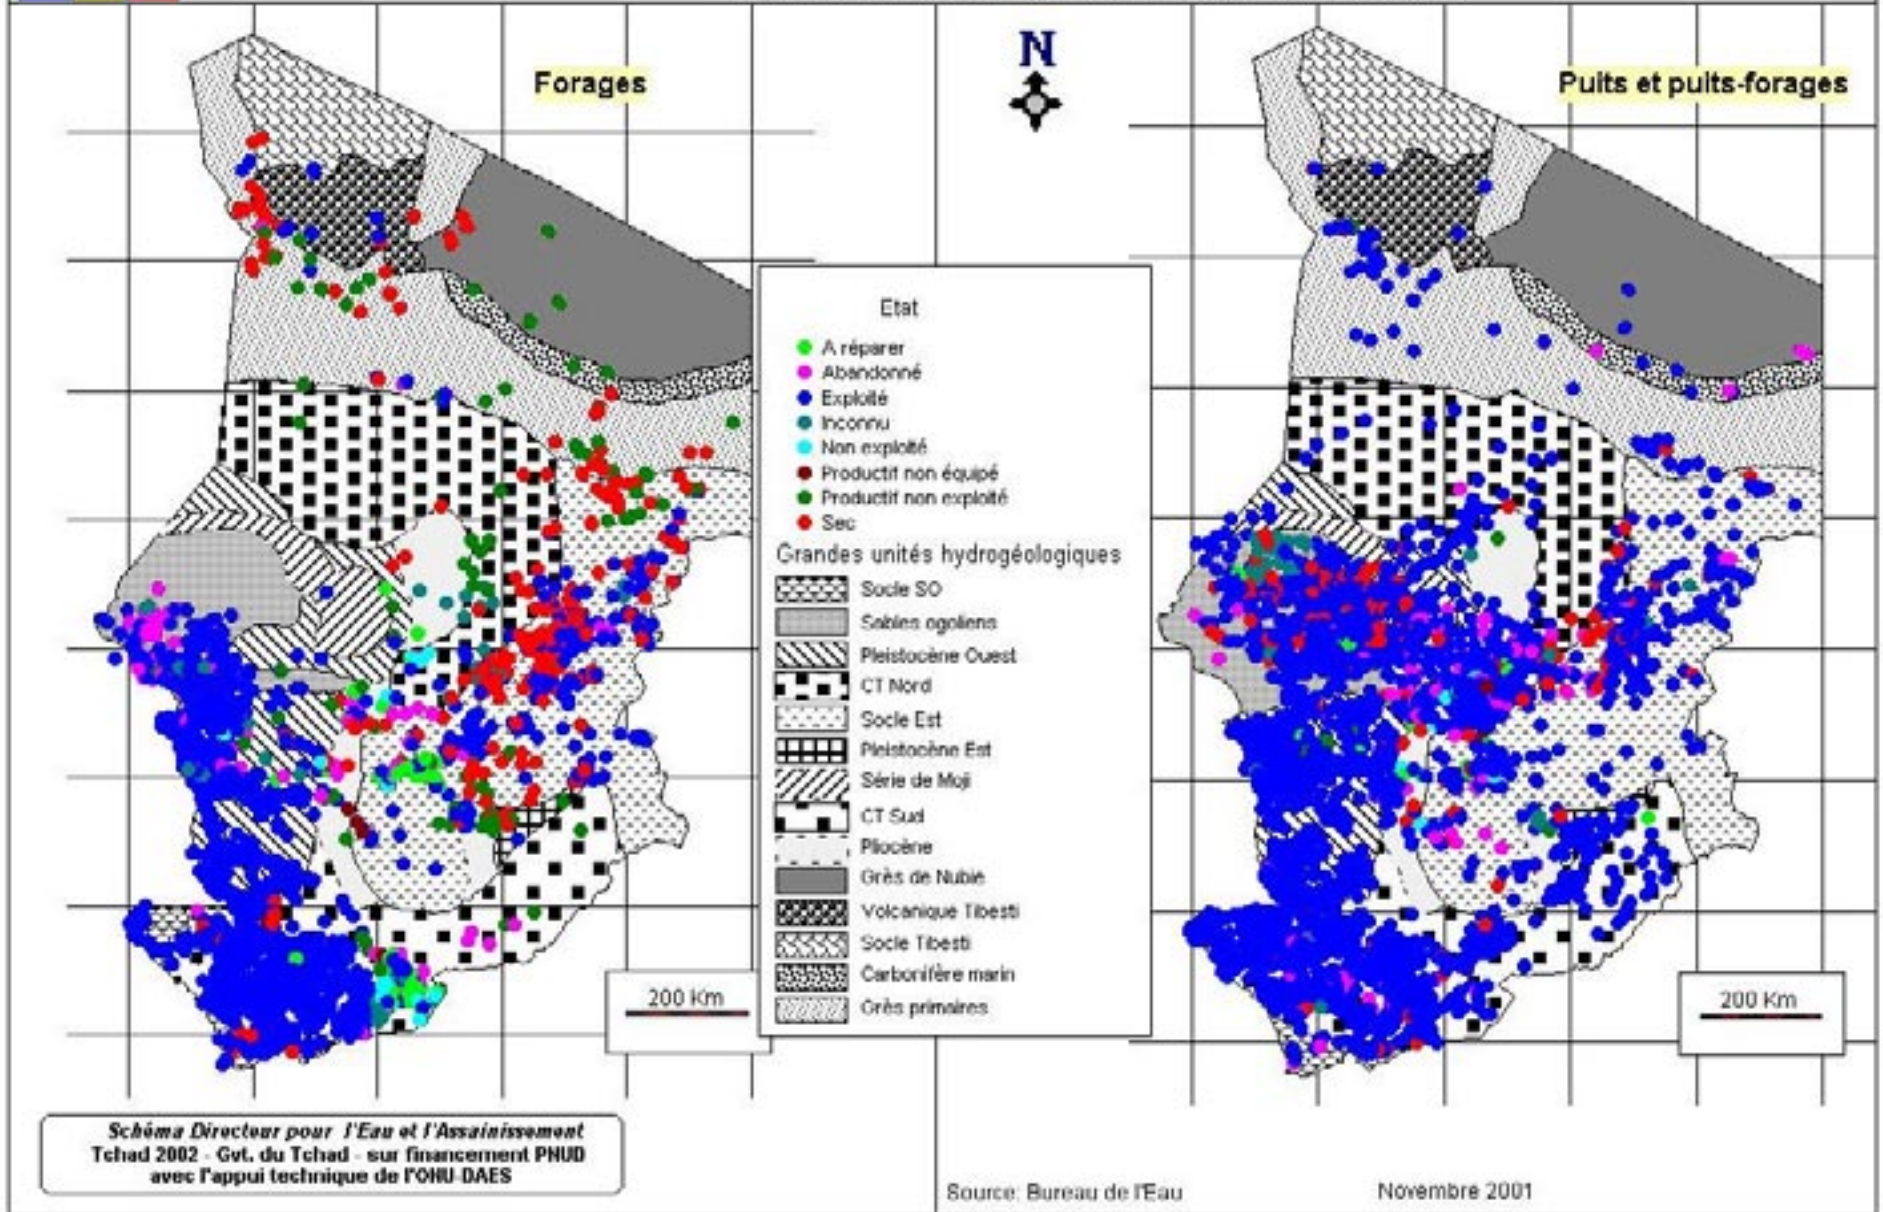 Forages
N
Puits et puits-forages
Etat
A réparer
Abandonné
Exploité
Inconnu
Non exploité
Productif non équipé
Productif non exploité
Sec
Grandes unités hydrogéologiques
Socle SO
Sables ogoliens
Pleistocène Ouest
CT Nord
Socle Est
Pleistocène Est
Série de Moji
CT Sud
Pliocène
Grès de Nubie
Volcanique Tibesti
Socle Tibesti
Carbonifère marin
Grès primaires
200 Km
200 Km
Schéma Directeur pour l'Eau et l'Assainissement
Tchad 2002 - Gvt. du Tchad - sur financement PNUD
avec l'appui technique de l'ONU-DAES
Source: Bureau de l'Eau
Novembre 2001